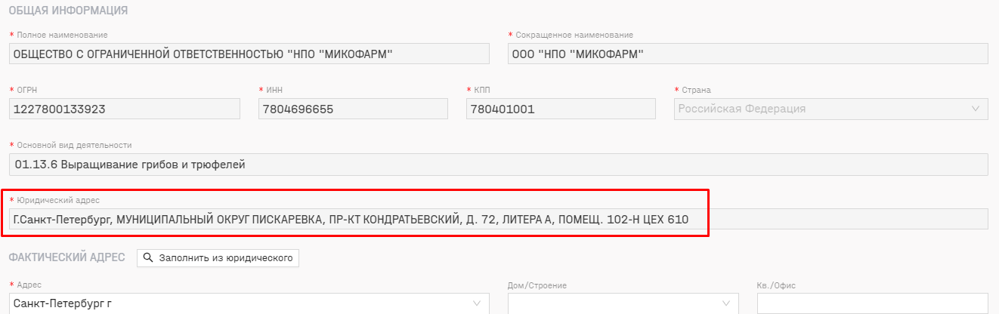 ОБЩАЯ ИНФОРМАЦИЯ
* Полное наименование * Сокращенное наименование
ОБЩЕСТВО С ОГРАНИЧЕННОЙ ОТВЕТСТВЕННОСТЬЮ "НПО "МИКОФАРМ" ООО "НПО "МИКОФАРМ"
* ОГРН * ИНН * КПП * Страна
1227800133923 7804696655 780401001 Российская Федерация
* Основной вид деятельности
01.13.6 Выращивание грибов и трюфелей
* Юридический адрес
Г.Санкт-Петербург, МУНИЦИПАЛЬНЫЙ ОКРУГ ПИСКАРЕВКА, ПР-КТ КОНДРАТЬЕВСКИЙ, Д. 72, ЛИТЕРА А, ПОМЕЩ. 102-Н ЦЕХ 610
ФАКТИЧЕСКИЙ АДРЕС Заполнить из юридического
* Адрес Дом/Строение Кв./Офис
Санкт-Петербург г